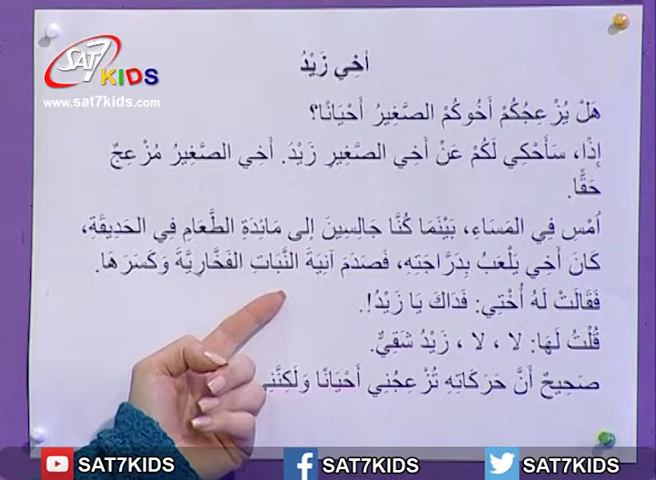 SAT7
KIDS
www.sat7kids.com
أخِي زَيْدُ
هَلْ يُزْعِجُكُمْ أَخُوكُمْ الصَّغِيرُ أَحْيَانًا؟
إِذًا، سَأَحْكِي لَكُمْ عَنْ أَخِي الصَّغِيرِ زَيْدَ. أَخِي الصَّغِيرُ مُزْعِجٌ
حَقًّا.
أمْسِ فِي المَسَاءِ، بَيْنَمَا كُنَّا جَالِسِينَ إلى مَائِدَةِ الطَّعَامِ فِي الحَدِيقَةِ،
كَانَ أَخِي يَلْعَبُ بِدَرَّاجَتِهِ، فَصَدَمَ آنِيَةَ النَّبَاتِ الفَخَّارِيَّةَ وَكَسَرَهَا.
فَقَالَتْ لَهُ أُخْتِي: فَدَاكَ يَا زَيْدُ!.
قُلْتُ لَهَا: لا ، لا ، زَيْدُ شَقِيٌّ.
صَحِيحٌ أَنَّ حَرَكَاتِهِ تُزْعِجُنِي أَحْيَانًا وَلَكِنَّنِي
SAT7KIDS
SAT7KIDS
SAT7KIDS